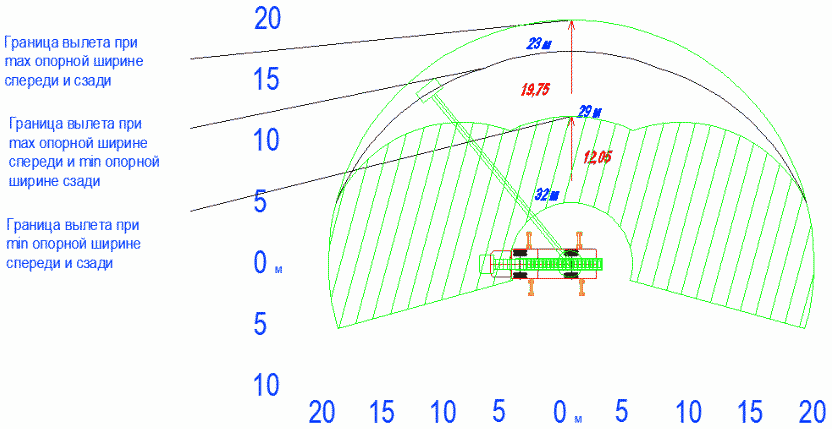 Граница вылета при
max опорной ширине
спереди и сзади
Граница вылета при
max опорной ширине
спереди и min опорной
ширине сзади
Граница вылета при
min опорной ширине
спереди и сзади
20
15
10
5
0 м
5
10
23 м
19,75
29 м
12,05
32 м
20 15 10 5 0 м 5 10 15 20